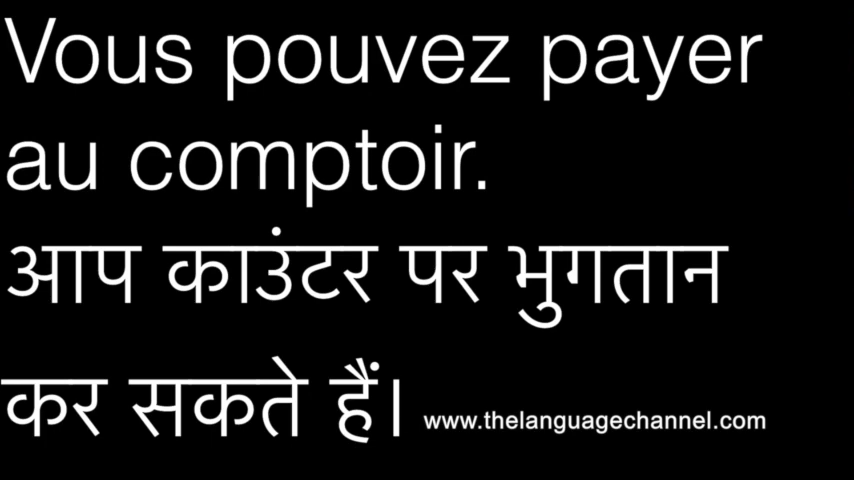 Vous pouvez payer
au comptoir.
आप काउंटर पर भुगतान
कर सकते हैं। www.thelanguagechannel.com